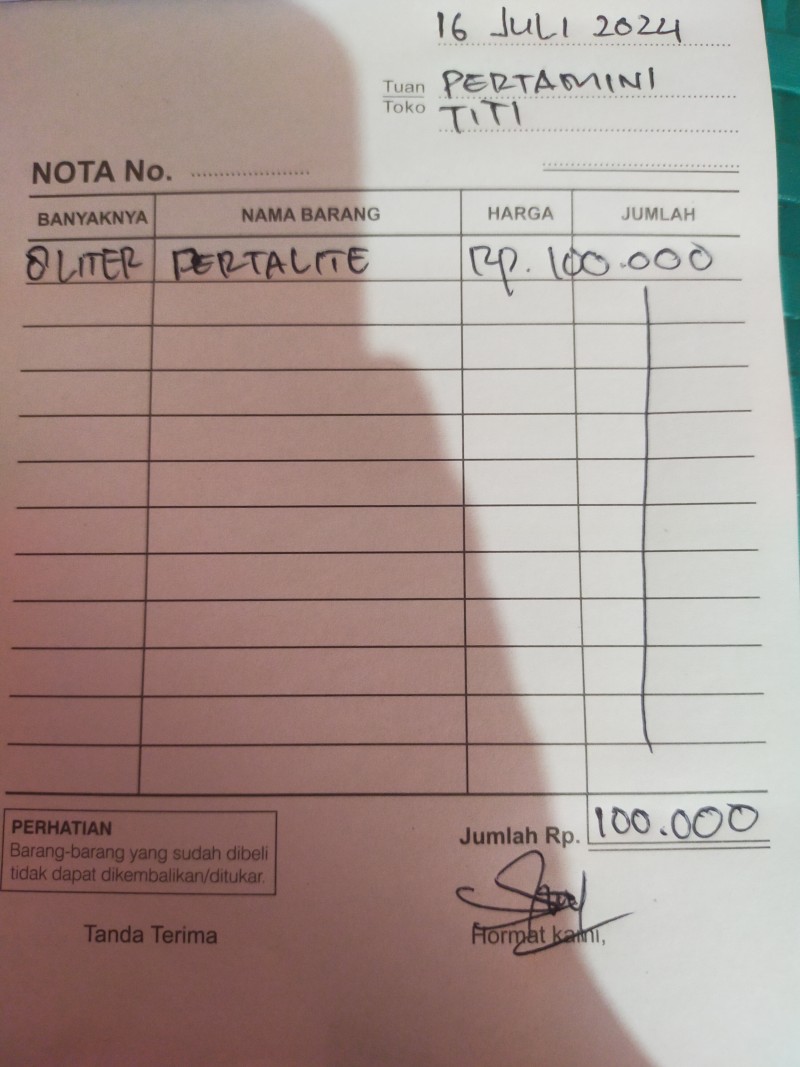 16 JULI 2024
Tuan PERTAMINI
Toko TITI
NOTA No.
BANYAKNYA NAMA BARANG HARGA JUMLAH
8 LITER PERTALITE Rp. 100.000
Jumlah Rp. 100.000
PERHATIAN
Barang-barang yang sudah dibeli
tidak dapat dikembalikan/ditukar.
Tanda Terima Hormat kami,